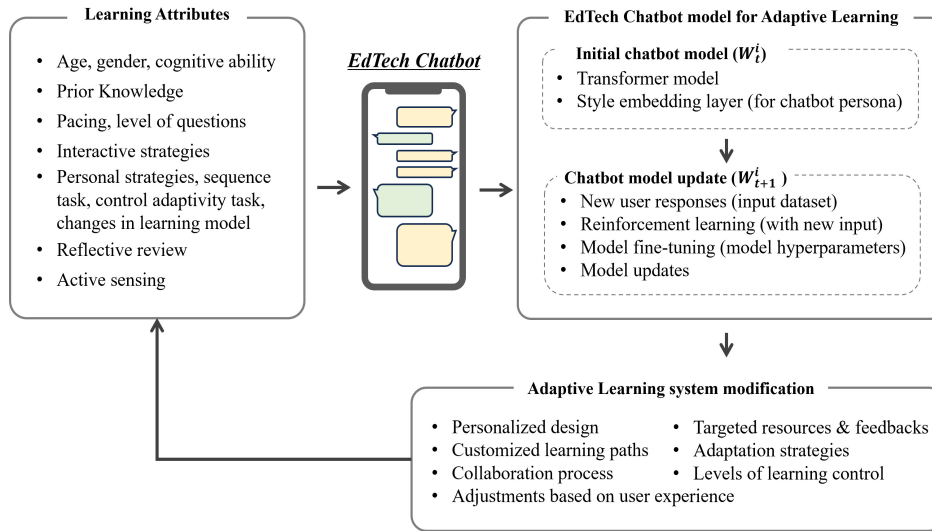 Learning Attributes
• Age, gender, cognitive ability
• Prior Knowledge
• Pacing, level of questions
• Interactive strategies
• Personal strategies, sequence
task, control adaptivity task,
changes in learning model
• Reflective review
• Active sensing
EdTech Chatbot
EdTech Chatbot model for Adaptive Learning
Initial chatbot model (W_t^i)
• Transformer model
• Style embedding layer (for chatbot persona)
Chatbot model update (W_{t+1}^i )
• New user responses (input dataset)
• Reinforcement learning (with new input)
• Model fine-tuning (model hyperparameters)
• Model updates
Adaptive Learning system modification
• Personalized design
• Customized learning paths
• Collaboration process
• Adjustments based on user experience
• Targeted resources & feedbacks
• Adaptation strategies
• Levels of learning control